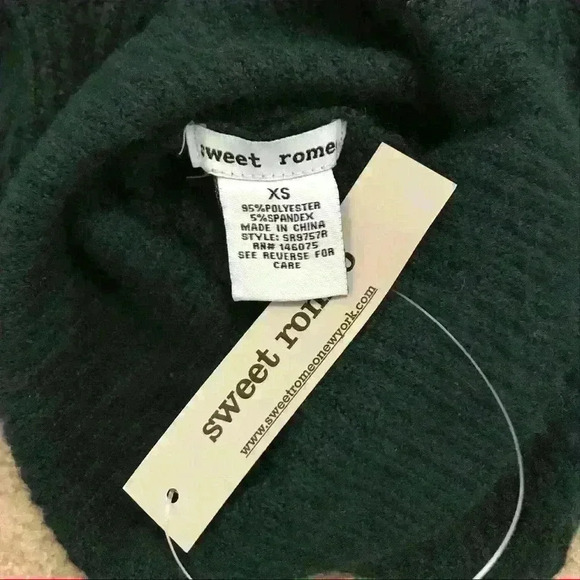 sweet rome
XS
95%POLYESTER
5%SPANDEX
MADE IN CHINA
STYLE: SR9757R
RN# 146075
SEE REVERSE FOR
CARE
sweet romeo
www.sweetromeonewyork.com